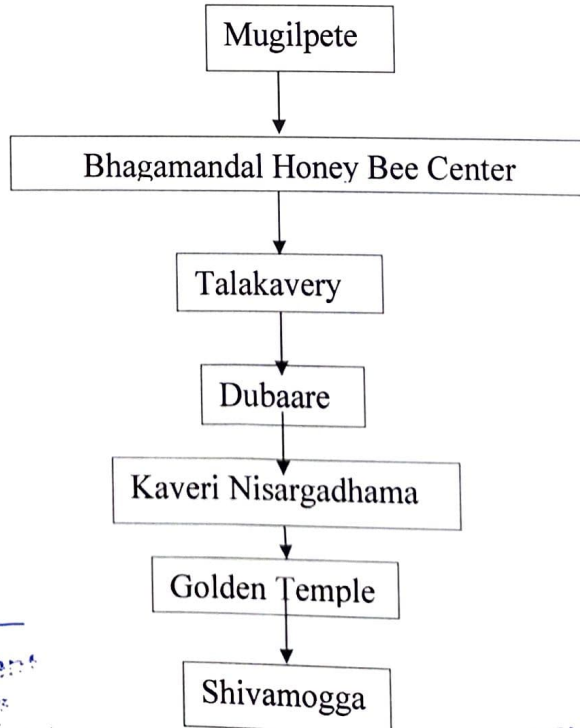 Mugilpete
Bhagamandal Honey Bee Center
Talakavery
Dubaare
Kaveri Nisargadhama
Golden Temple
Shivamogga